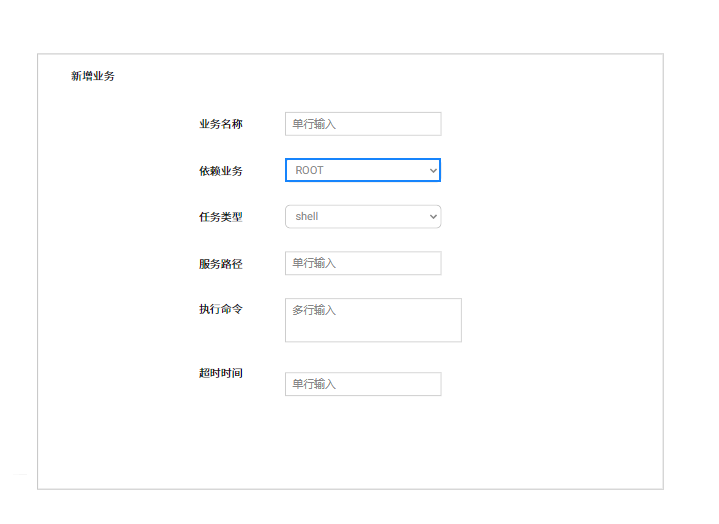 新增业务
业务名称 单行输入
依赖业务 ROOT
任务类型 shell
服务路径 单行输入
执行命令 多行输入
超时时间 单行输入